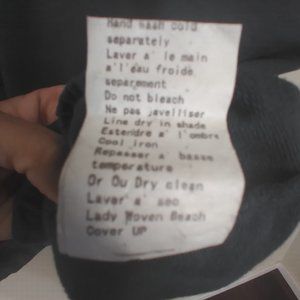 Hand wash cold
separately
Laver a' le main
a'l'eau froide
separement
Do not bleach
Ne pas javelliser
Line dry in shade
Estendre a' l'ombre
Cool iron
Repasser a' basse
temperature
Or Ou Dry clean
Laver a' sec
Lady Woven Beach
Cover UP